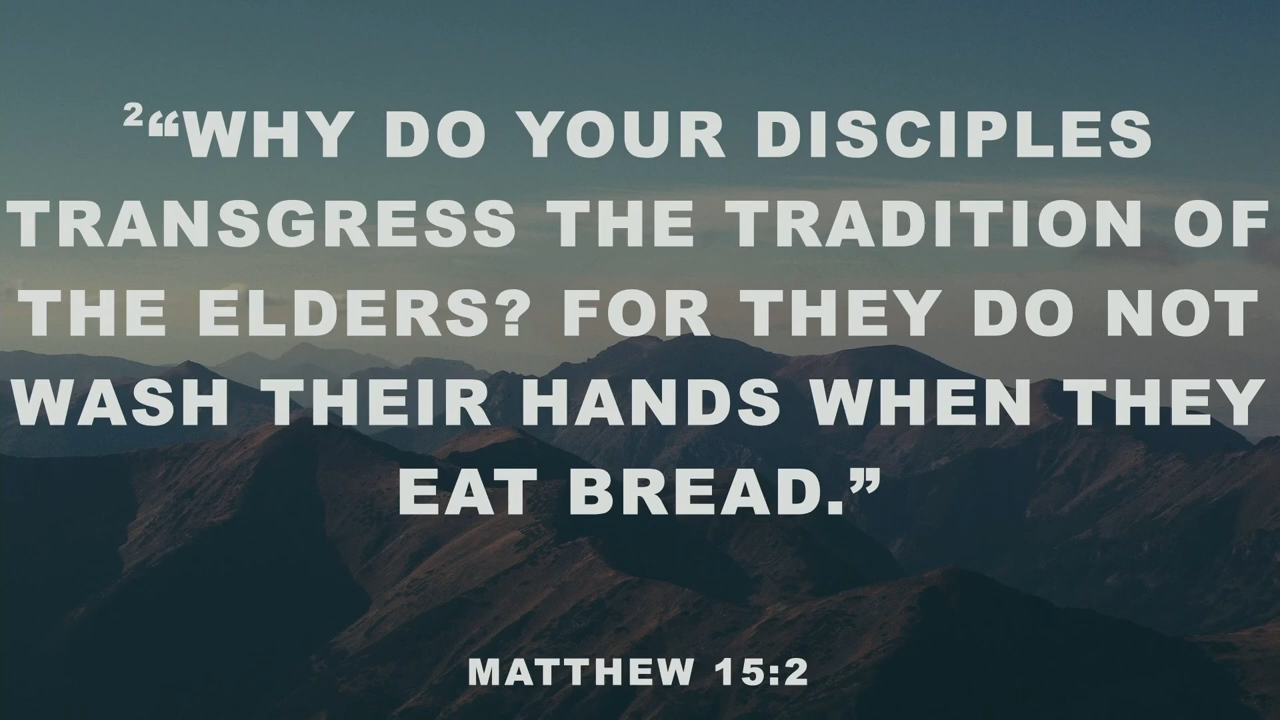 ²“WHY DO YOUR DISCIPLES
TRANSGRESS THE TRADITION OF
THE ELDERS? FOR THEY DO NOT
WASH THEIR HANDS WHEN THEY
EAT BREAD.”
MATTHEW 15:2